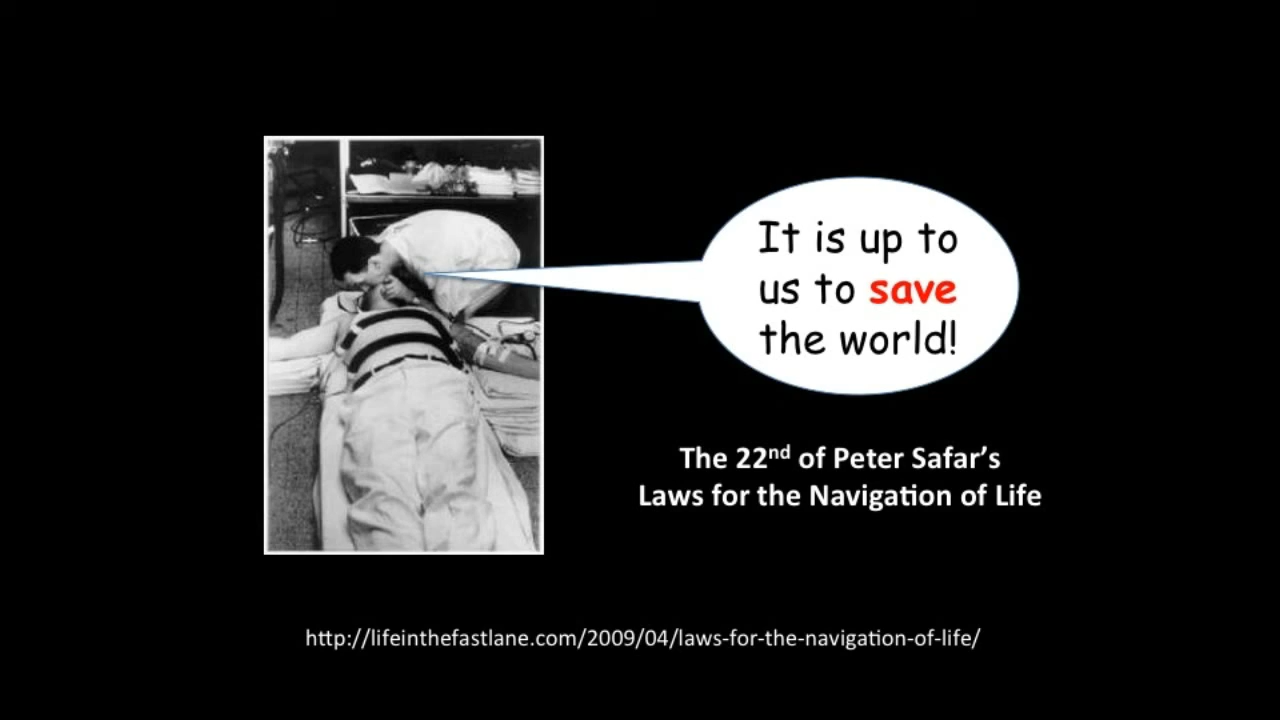 It is up to
us to save
the world!
The 22nd of Peter Safar’s
Laws for the Navigation of Life
http://lifeinthefastlane.com/2009/04/laws-for-the-navigation-of-life/